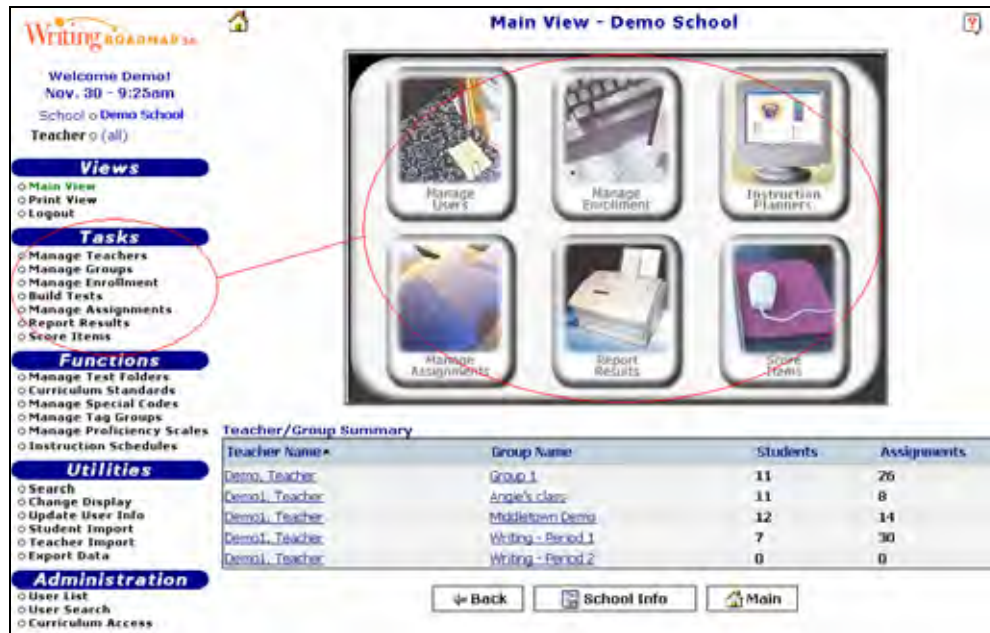 Writing ROADMAP 2.0
Main View - Demo School
?
Welcome Demo!
Nov. 30 - 9:25am
School Demo School
Teacher (all)
Views
Main View
Print View
Logout
Tasks
Manage Teachers
Manage Groups
Manage Enrollment
Build Tests
Manage Assignments
Report Results
Score Items
Functions
Manage Test Folders
Curriculum Standards
Manage Special Codes
Manage Tag Groups
Manage Proficiency Scales
Instruction Schedules
Utilities
Search
Change Display
Update User Info
Student Import
Teacher Import
Export Data
Administration
User List
User Search
Curriculum Access
Manage Users
Manage Enrollment
Instruction Planners
Manage Assignments
Report Results
Score Items
Teacher/Group Summary
Teacher Name Group Name Students Assignments
Demo, Teacher Group 1 11 26
Demo1, Teacher Angie's class 11 8
Demo1, Teacher Middletown Demo 12 14
Demo1, Teacher Writing - Period 1 7 30
Demo1, Teacher Writing - Period 2 0 0
Back School Info Main